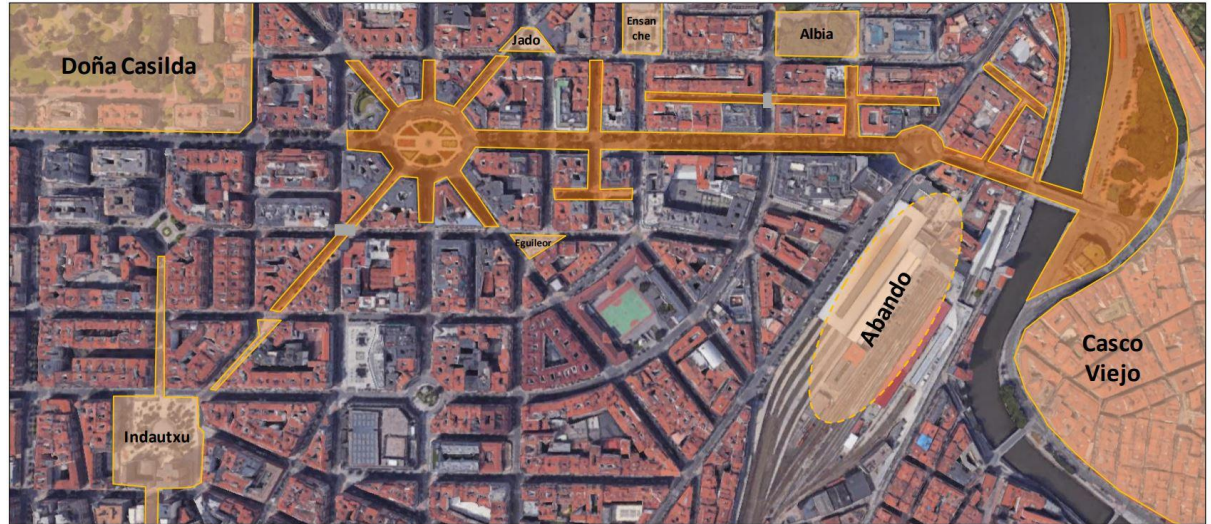 Doña Casilda
Jado
Ensan
che
Albia
Eguileor
Abando
Casco
Viejo
Indautxu